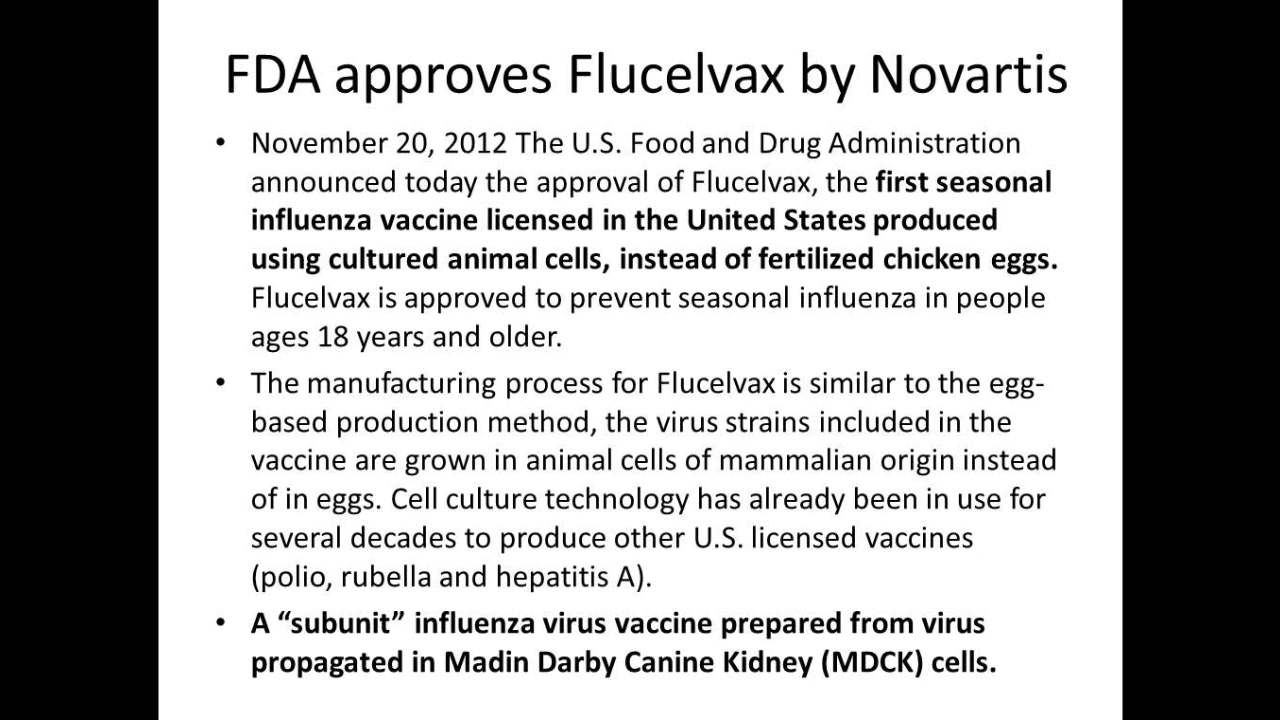 FDA approves Flucelvax by Novartis
• November 20, 2012 The U.S. Food and Drug Administration
announced today the approval of Flucelvax, the first seasonal
influenza vaccine licensed in the United States produced
using cultured animal cells, instead of fertilized chicken eggs.
Flucelvax is approved to prevent seasonal influenza in people
ages 18 years and older.
• The manufacturing process for Flucelvax is similar to the egg-
based production method, the virus strains included in the
vaccine are grown in animal cells of mammalian origin instead
of in eggs. Cell culture technology has already been in use for
several decades to produce other U.S. licensed vaccines
(polio, rubella and hepatitis A).
• A “subunit” influenza virus vaccine prepared from virus
propagated in Madin Darby Canine Kidney (MDCK) cells.